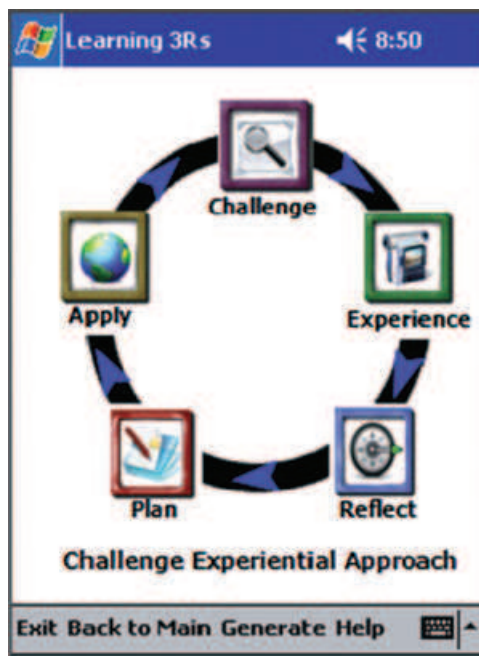 Learning 3Rs 8:50
Challenge
Apply Experience
Plan Reflect
Challenge Experiential Approach
Exit Back to Main Generate Help